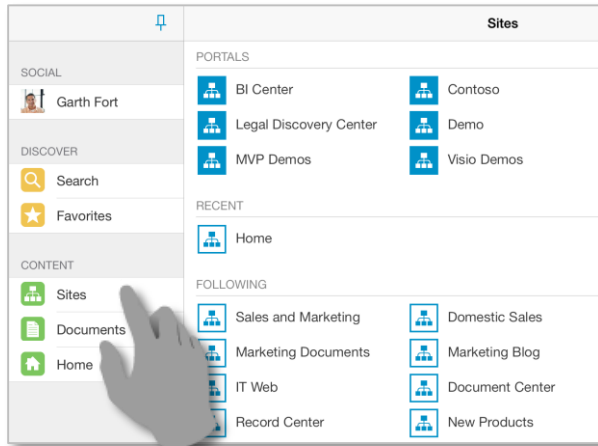 Sites
SOCIAL
Garth Fort
DISCOVER
Search
Favorites
CONTENT
Sites
Documents
Home
PORTALS
BI Center
Contoso
Legal Discovery Center
Demo
MVP Demos
Visio Demos
RECENT
Home
FOLLOWING
Sales and Marketing
Domestic Sales
Marketing Documents
Marketing Blog
IT Web
Document Center
Record Center
New Products